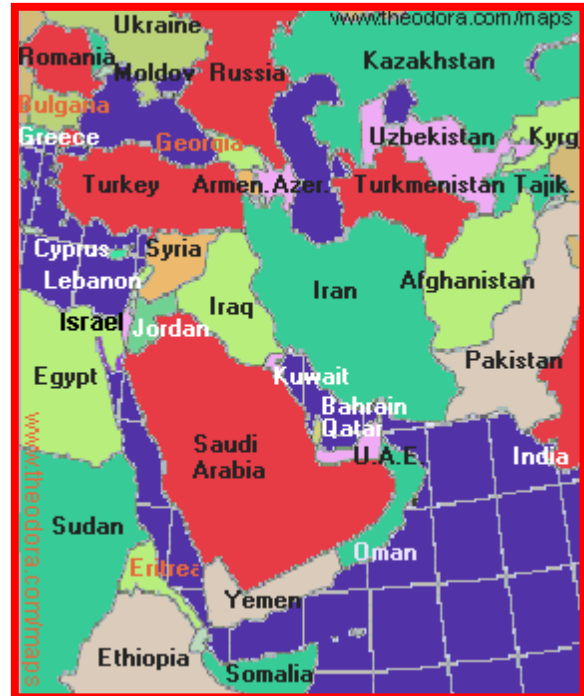 www.theodora.com/maps
Ukraine
Romania
Moldov
Russia
Kazakhstan
Bulgaria
Greece
Georgia
Uzbekistan
Kyrg
Turkey
Armen.
Azer.
Turkmenistan
Tajik.
Cyprus
Syria
Lebanon
Iraq
Iran
Afghanistan
Israel
Jordan
Egypt
Kuwait
Pakistan
Bahrain
Qatar
Saudi
Arabia
U.A.E.
India
Sudan
Oman
Eritrea
Yemen
Ethiopia
Somalia
www.theodora.com/maps